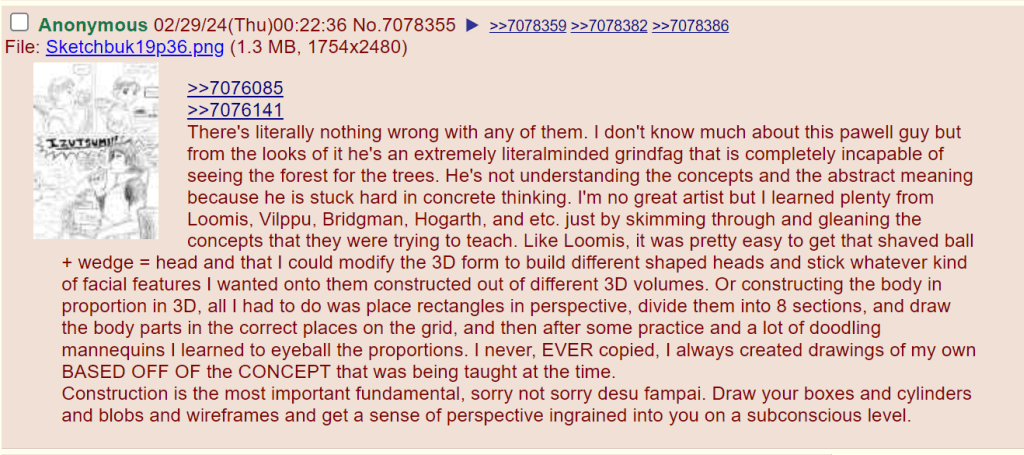 Anonymous 02/29/24(Thu)00:22:36 No.7078355 ▶ >>7078359 >>7078382 >>7078386
File: Sketchbuk19p36.png (1.3 MB, 1754x2480)
IZUTSUMI!!
>>7076085
>>7076141
There's literally nothing wrong with any of them. I don't know much about this pawell guy but
from the looks of it he's an extremely literalminded grindfag that is completely incapable of
seeing the forest for the trees. He's not understanding the concepts and the abstract meaning
because he is stuck hard in concrete thinking. I'm no great artist but I learned plenty from
Loomis, Vilppu, Bridgman, Hogarth, and etc. just by skimming through and gleaning the
concepts that they were trying to teach. Like Loomis, it was pretty easy to get that shaved ball
+ wedge = head and that I could modify the 3D form to build different shaped heads and stick whatever kind
of facial features I wanted onto them constructed out of different 3D volumes. Or constructing the body in
proportion in 3D, all I had to do was place rectangles in perspective, divide them into 8 sections, and draw
the body parts in the correct places on the grid, and then after some practice and a lot of doodling
mannequins I learned to eyeball the proportions. I never, EVER copied, I always created drawings of my own
BASED OFF OF the CONCEPT that was being taught at the time.
Construction is the most important fundamental, sorry not sorry desu fampai. Draw your boxes and cylinders
and blobs and wireframes and get a sense of perspective ingrained into you on a subconscious level.